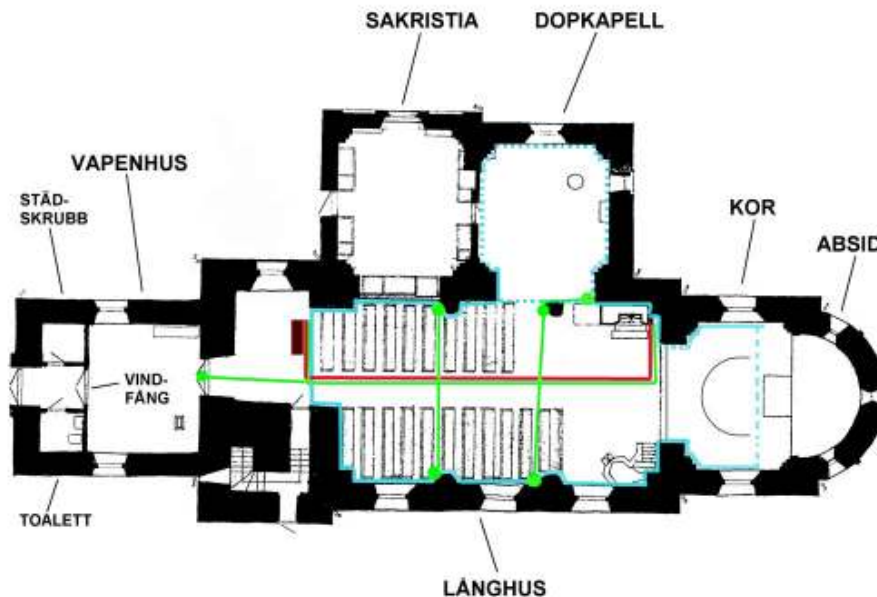 SAKRISTIA
DOPKAPELL
VAPENHUS
STÄD-
SKRUBB
KOR
ABSID
VIND-
FÅNG
TOALETT
LÅNGHUS